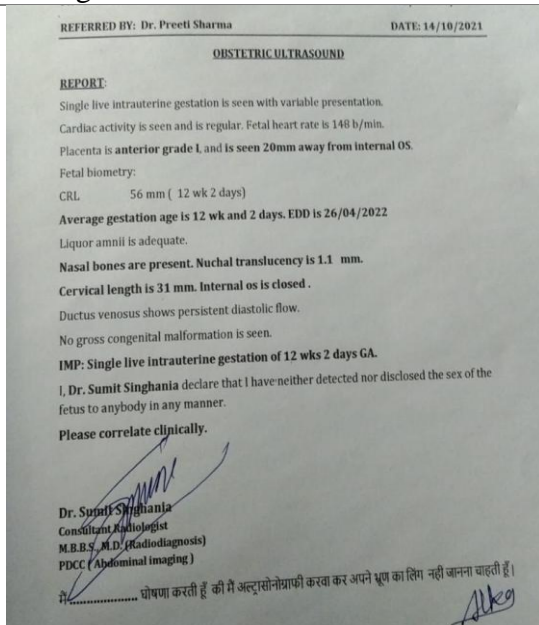 REFERRED BY: Dr. Preeti Sharma DATE: 14/10/2021
OBSTETRIC ULTRASOUND
REPORT:
Single live intrauterine gestation is seen with variable presentation.
Cardiac activity is seen and is regular. Fetal heart rate is 148 b/min.
Placenta is anterior grade I, and is seen 20mm away from internal OS.
Fetal biometry:
CRL 56 mm ( 12 wk 2 days)
Average gestation age is 12 wk and 2 days. EDD is 26/04/2022
Liquor amnii is adequate.
Nasal bones are present. Nuchal translucency is 1.1 mm.
Cervical length is 31 mm. Internal os is closed .
Ductus venosus shows persistent diastolic flow.
No gross congenital malformation is seen.
IMP: Single live intrauterine gestation of 12 wks 2 days GA.
I, Dr. Sumit Singhania declare that I have neither detected nor disclosed the sex of the
fetus to anybody in any manner.
Please correlate clinically.
Dr. Sumit Singhania
Consultant Radiologist
M.B.B.S., M.D. (Radiodiagnosis)
PDCC ( Abdominal imaging )
मैं.................... घोषणा करती हूँ की मैं अल्ट्रासोनोग्राफी करवा कर अपने भ्रूण का लिंग नही जानना चाहती हूँ।